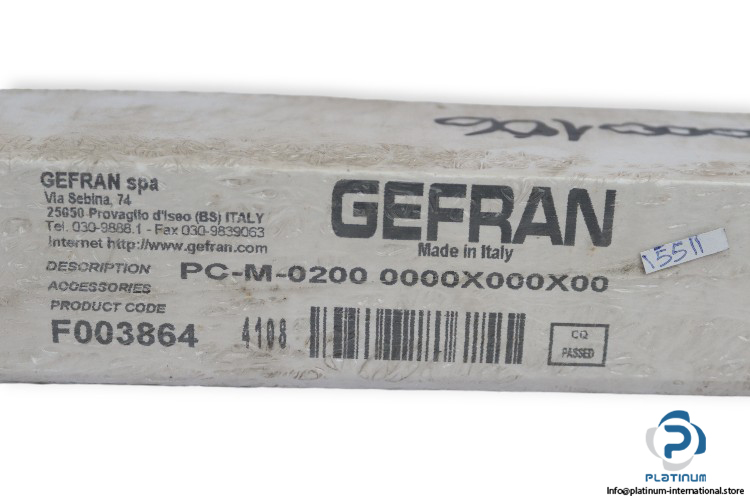 GEFRAN spa
Via Sebina, 74
25050 Provaglio d'Iseo (BS) ITALY
Tel. 030-9888.1 - Fax 030-9839063
Internet http://www.gefran.com
GEFRAN
Made in Italy
15511
DESCRIPTION PC-M-0200 0000X000X00
ACCESSORIES
PRODUCT CODE
F003864 4108
CQ
PASSED
PLATINUM
Info@platinum-international.store